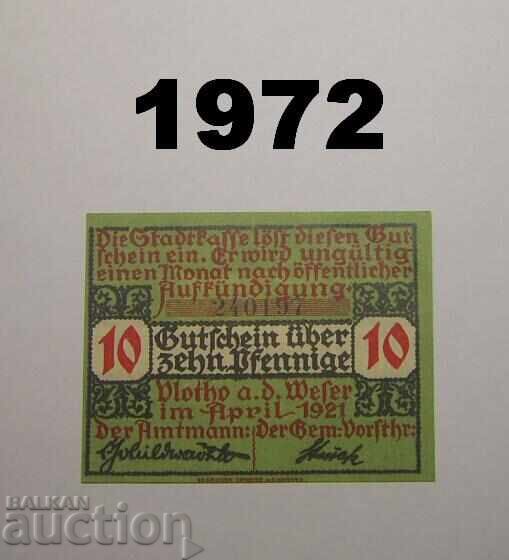 1972
Die Stadtkasse löst diesen Gut
schein ein. Er wird ungültig
einen Monat nach öffentlicher
Aufkündigung.
240197
10 Gutschein über 10
zehn Pfennige
Vlotho a.d. Weser
im April 1921
der Amtmann: der Gem: Vorsthr:
BALKAN
auction